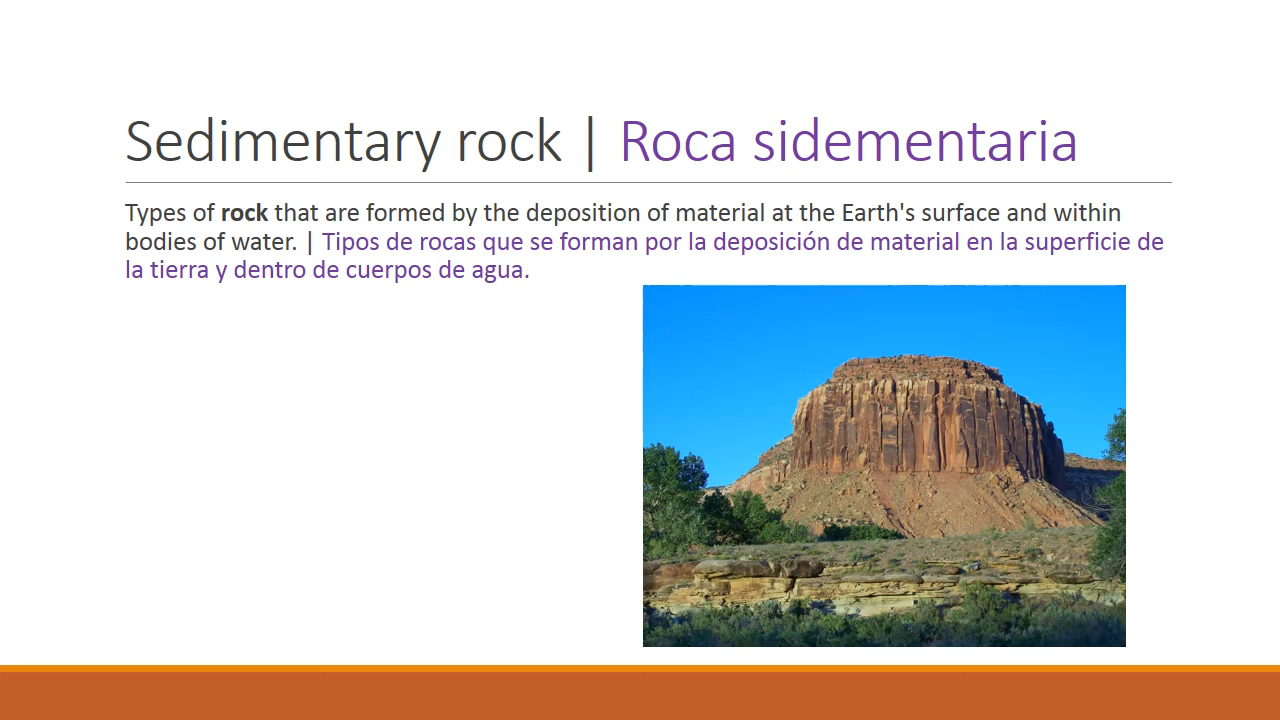 Sedimentary rock | Roca sidementaria
Types of rock that are formed by the deposition of material at the Earth's surface and within
bodies of water. | Tipos de rocas que se forman por la deposición de material en la superficie de
la tierra y dentro de cuerpos de agua.